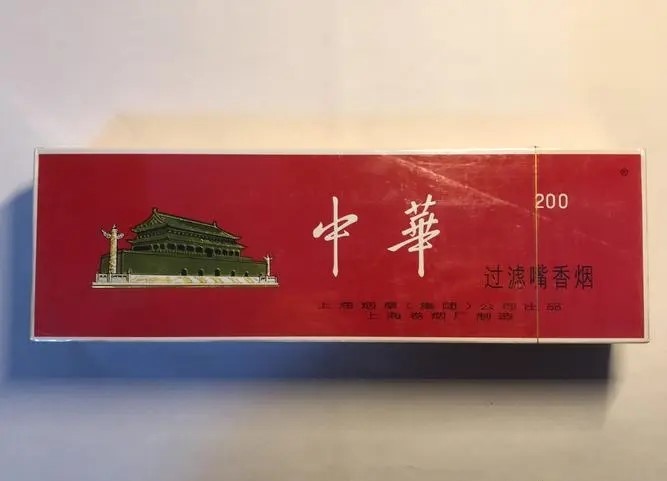 中華
200
过滤嘴香烟
上海烟草(集团)公司出品
上海卷烟厂制造